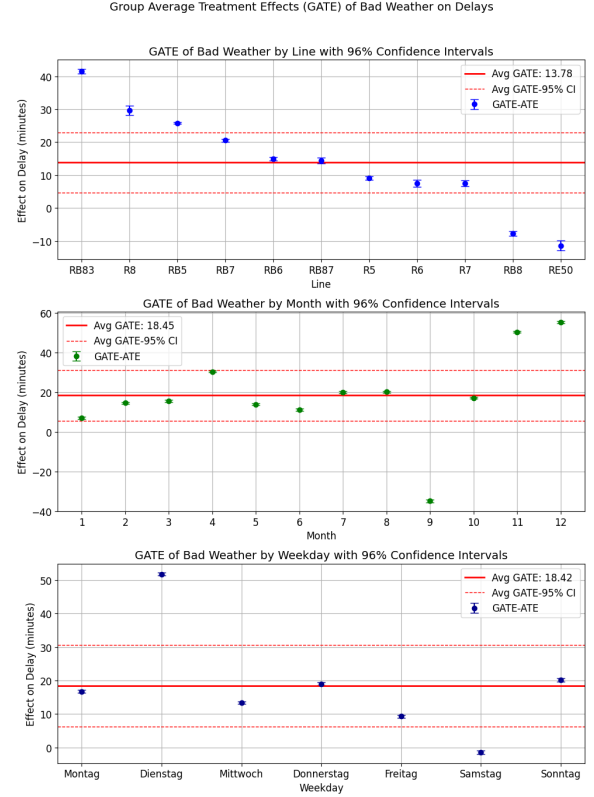 Group Average Treatment Effects (GATE) of Bad Weather on Delays
GATE of Bad Weather by Line with 96% Confidence Intervals
Effect on Delay (minutes)
40
30
20
10
0
−10
Avg GATE: 13.78
Avg GATE-95% CI
GATE-ATE
RB83 R8 RB5 RB7 RB6 RB87 R5 R6 R7 RB8 RE50
Line
GATE of Bad Weather by Month with 96% Confidence Intervals
Effect on Delay (minutes)
60
40
20
0
−20
−40
Avg GATE: 18.45
Avg GATE-95% CI
GATE-ATE
1 2 3 4 5 6 7 8 9 10 11 12
Month
GATE of Bad Weather by Weekday with 96% Confidence Intervals
Effect on Delay (minutes)
50
40
30
20
10
0
Avg GATE: 18.42
Avg GATE-95% CI
GATE-ATE
Montag Dienstag Mittwoch Donnerstag Freitag Samstag Sonntag
Weekday